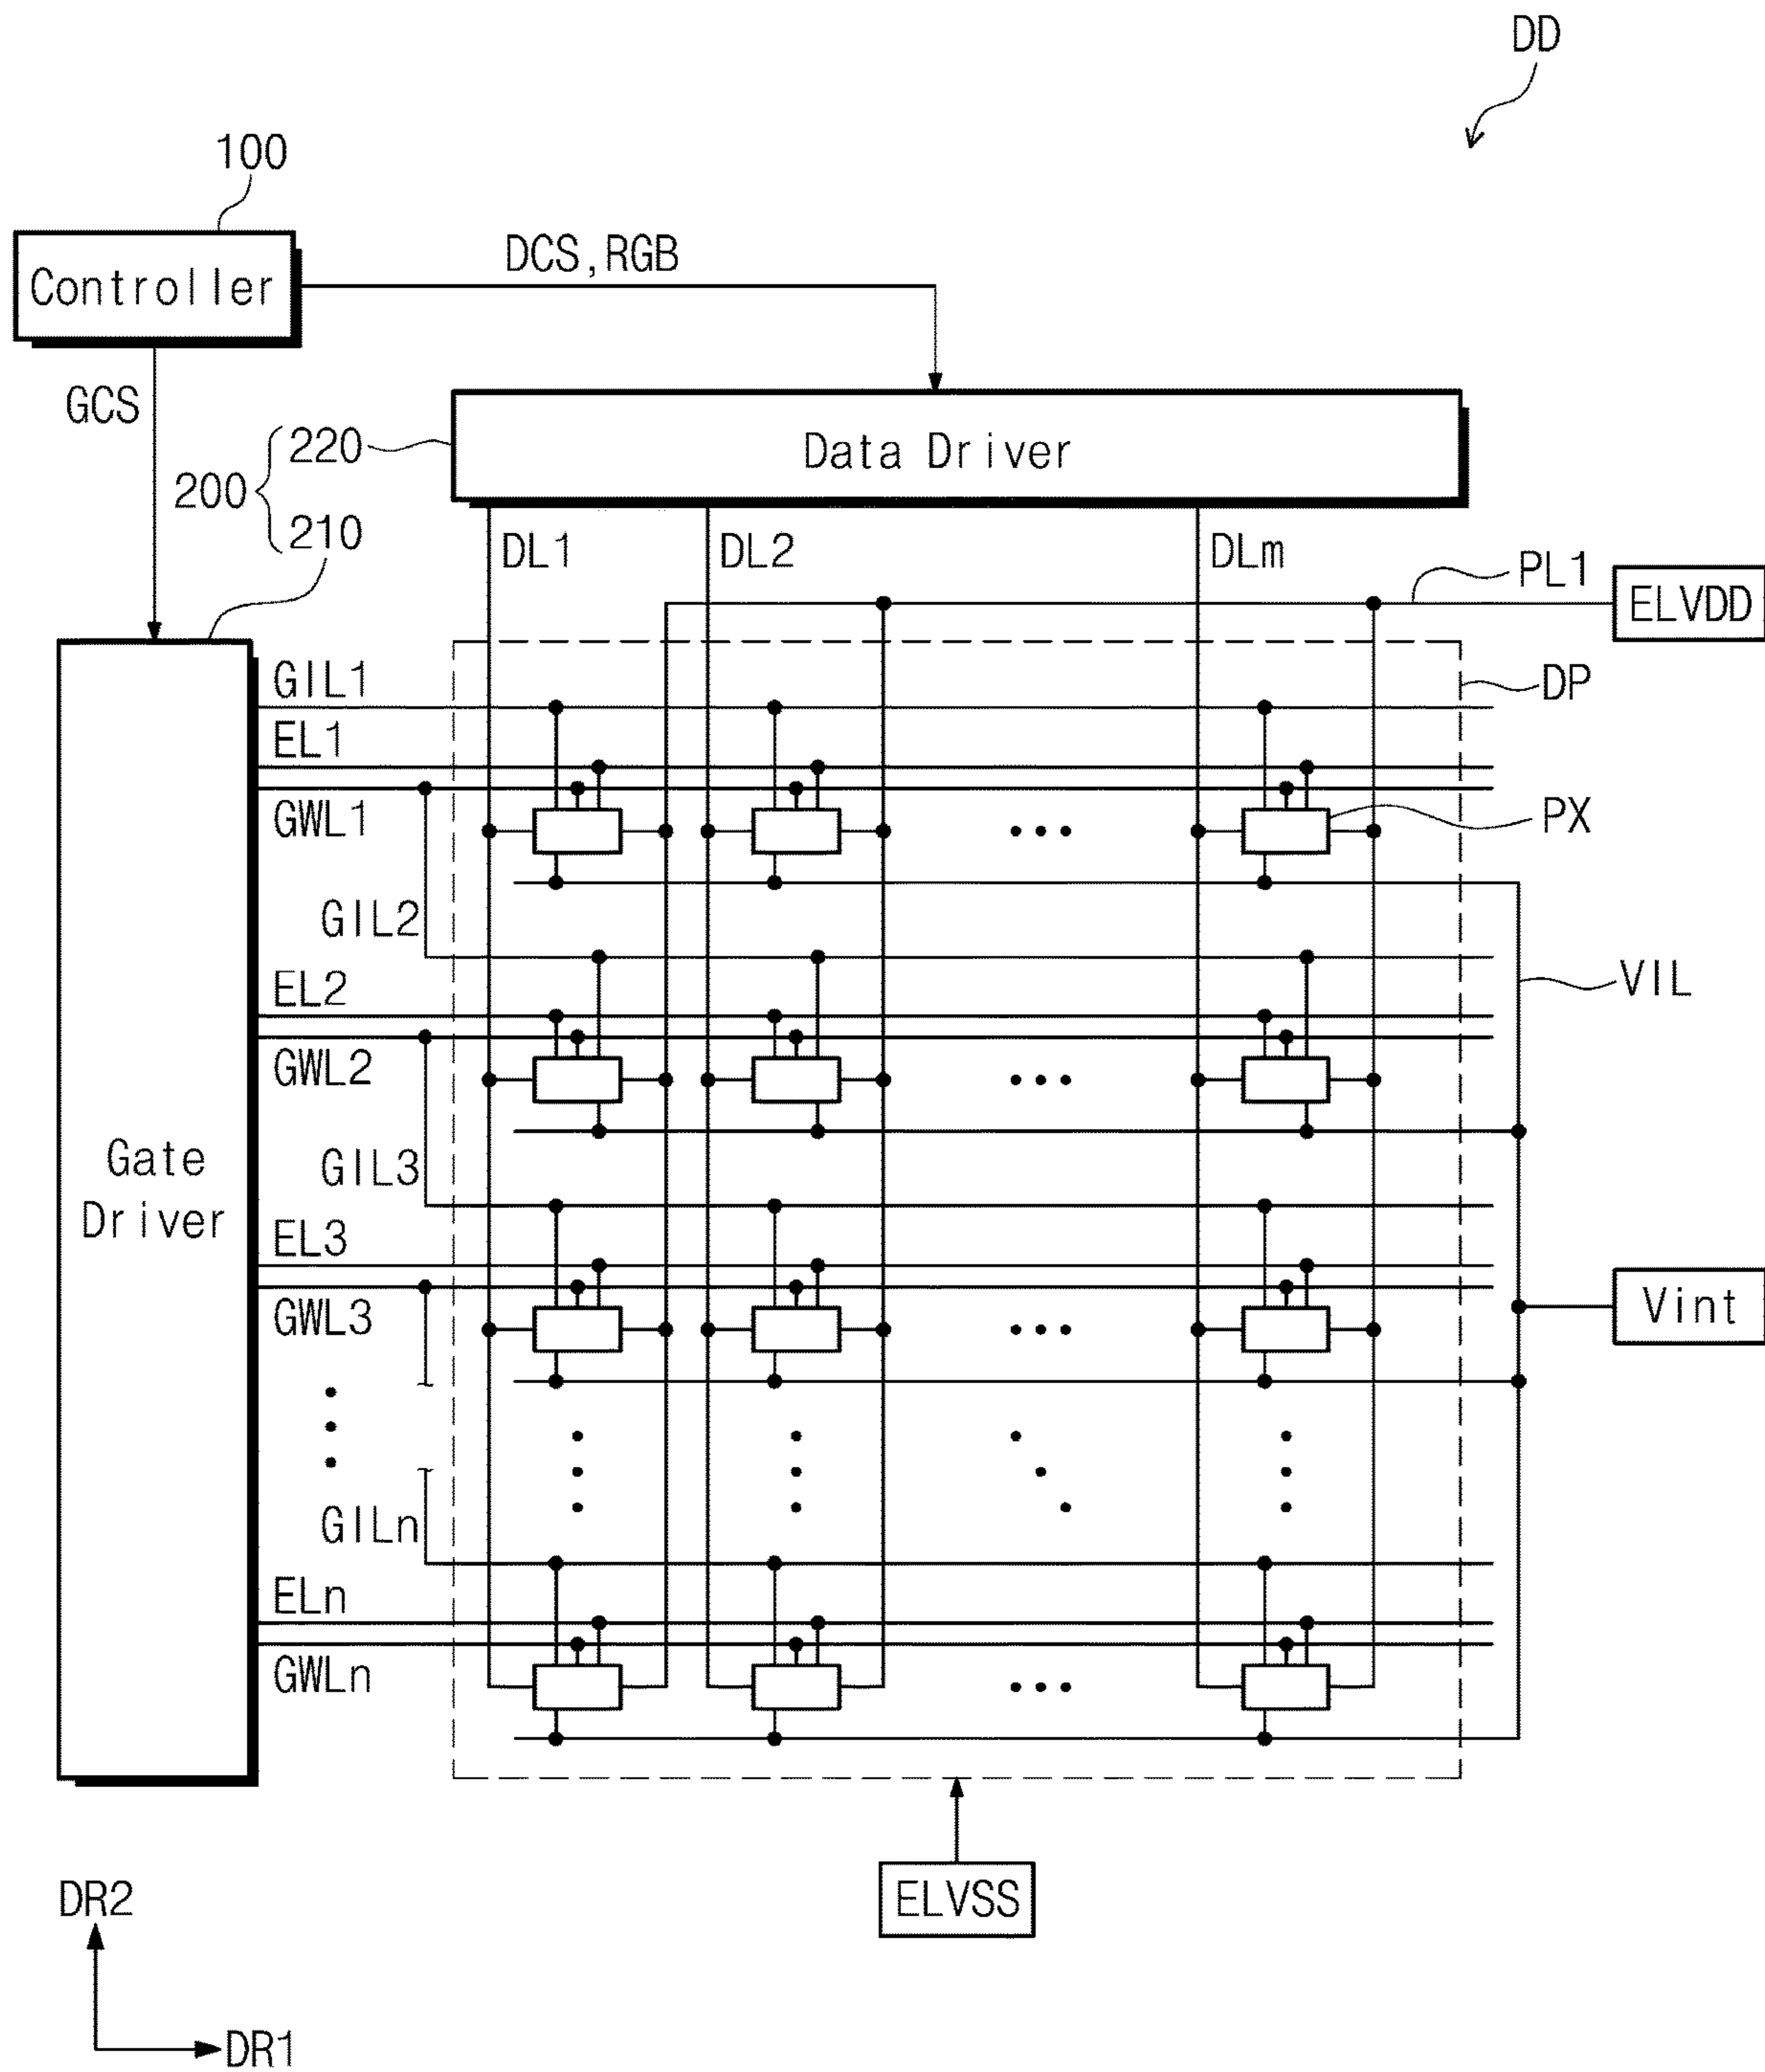 DD
100
Controller
DCS,RGB
GCS
220
200
210
Data Driver
DL1
DL2
DLm
PL1
ELVDD
GIL1
DP
EL1
GWL1
PX
GIL2
EL2
VIL
GWL2
Gate
Driver
GIL3
EL3
GWL3
Vint
GILn
ELn
GWLn
ELVSS
DR2
DR1